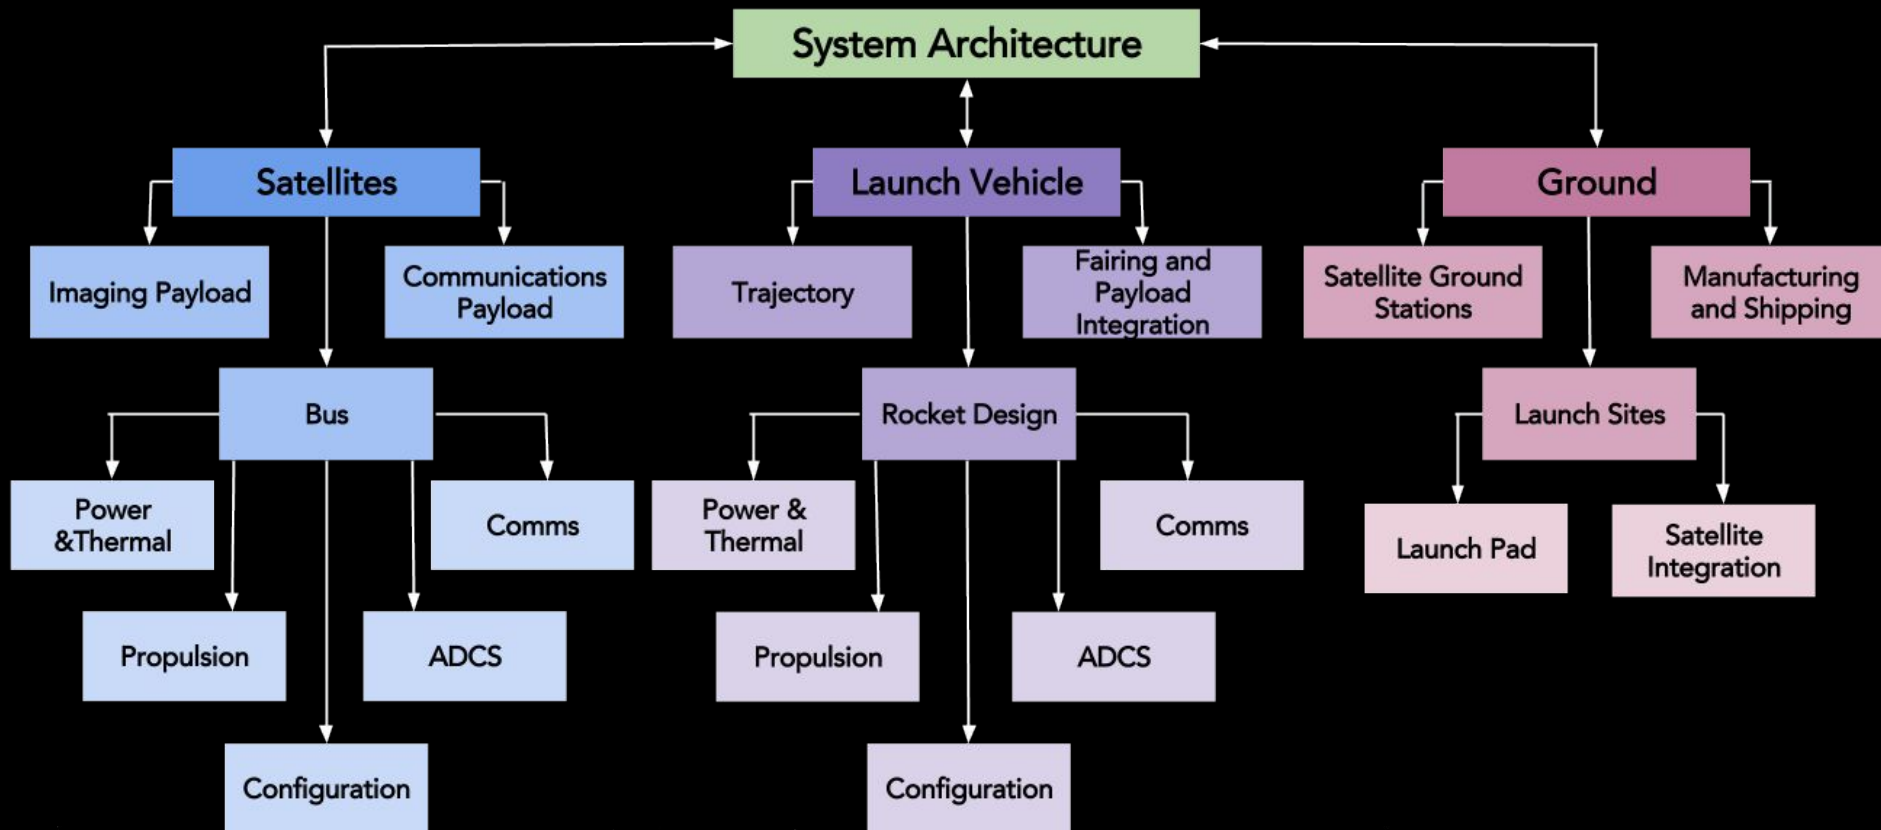 System Architecture
Satellites
Launch Vehicle
Ground
Imaging Payload
Communications
Payload
Trajectory
Fairing and
Payload
Integration
Satellite Ground
Stations
Manufacturing
and Shipping
Bus
Rocket Design
Launch Sites
Power
&Thermal
Comms
Power &
Thermal
Comms
Launch Pad
Satellite
Integration
Propulsion
ADCS
Propulsion
ADCS
Configuration
Configuration